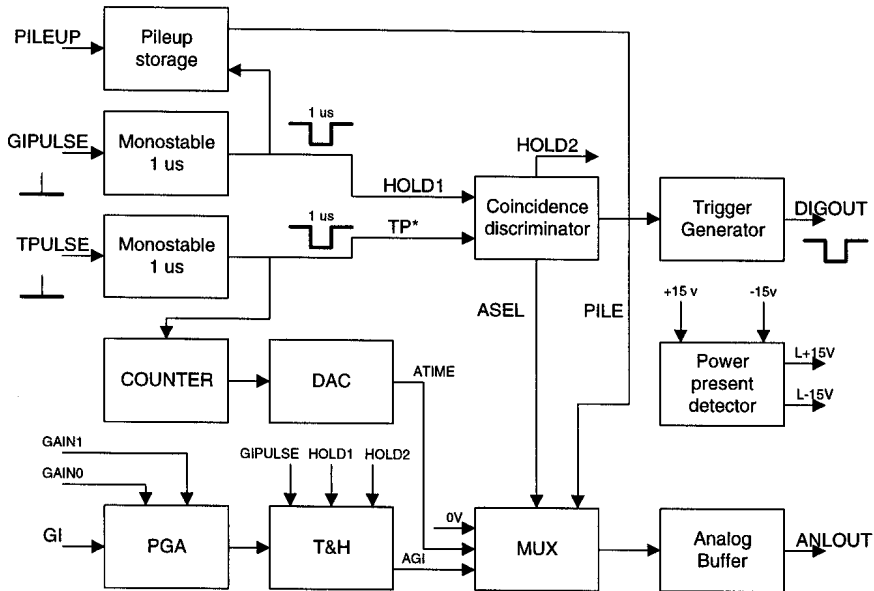 PILEUP
Pileup
storage
GIPULSE
Monostable
1 us
1 us
HOLD1
HOLD2
TPULSE
Monostable
1 us
1 us
TP*
Coincidence
discriminator
Trigger
Generator
DIGOUT
ASEL
PILE
+15 v
-15v
Power
present
detector
L+15V
L-15V
COUNTER
DAC
ATIME
GAIN1
GAIN0
GI
PGA
GIPULSE
HOLD1
HOLD2
T&H
AGI
0V
MUX
Analog
Buffer
ANLOUT